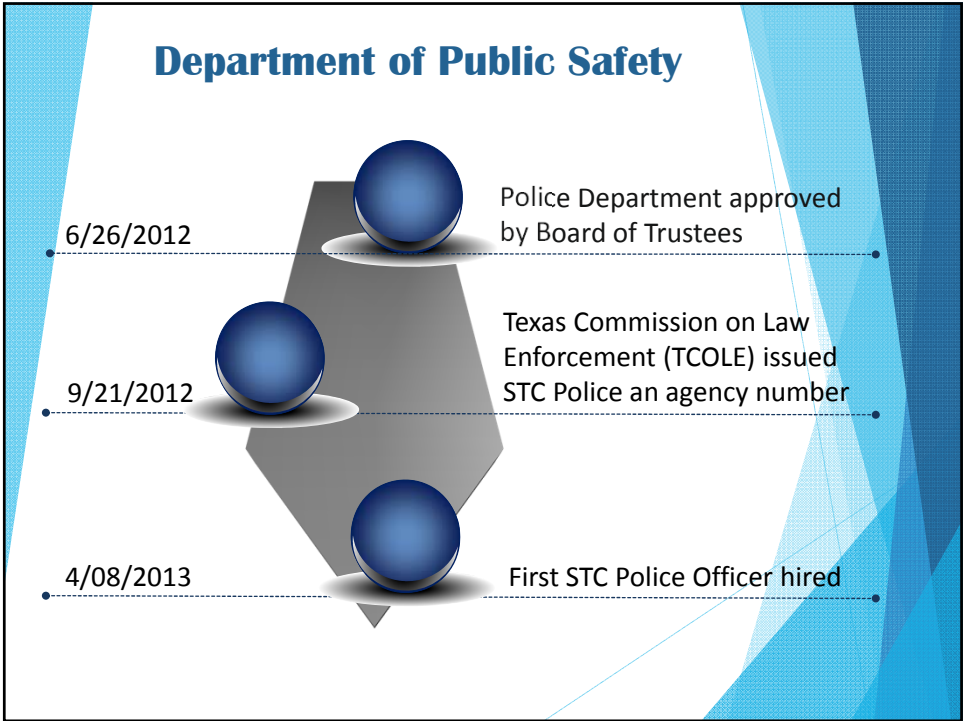 Department of Public Safety
6/26/2012
Police Department approved
by Board of Trustees
9/21/2012
Texas Commission on Law
Enforcement (TCOLE) issued
STC Police an agency number
4/08/2013
First STC Police Officer hired